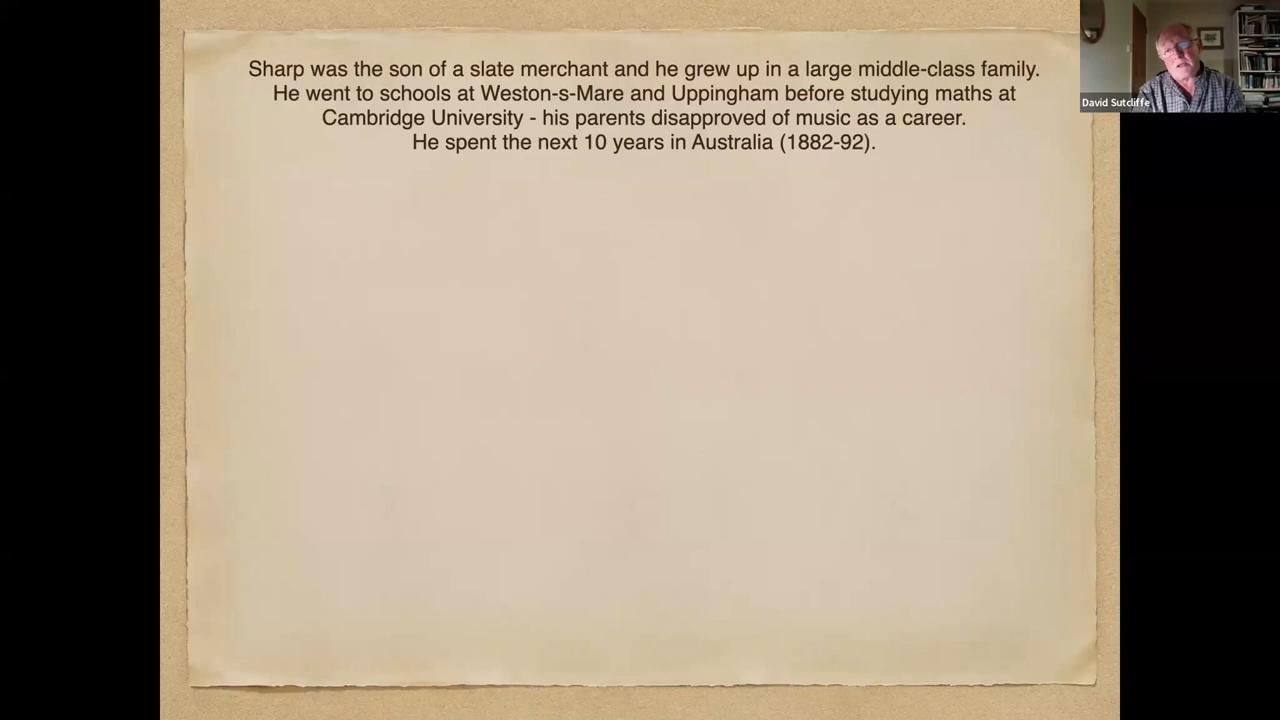 Sharp was the son of a slate merchant and he grew up in a large middle-class family.
He went to schools at Weston-s-Mare and Uppingham before studying maths at
Cambridge University - his parents disapproved of music as a career.
He spent the next 10 years in Australia (1882-92).
David Sutcliffe